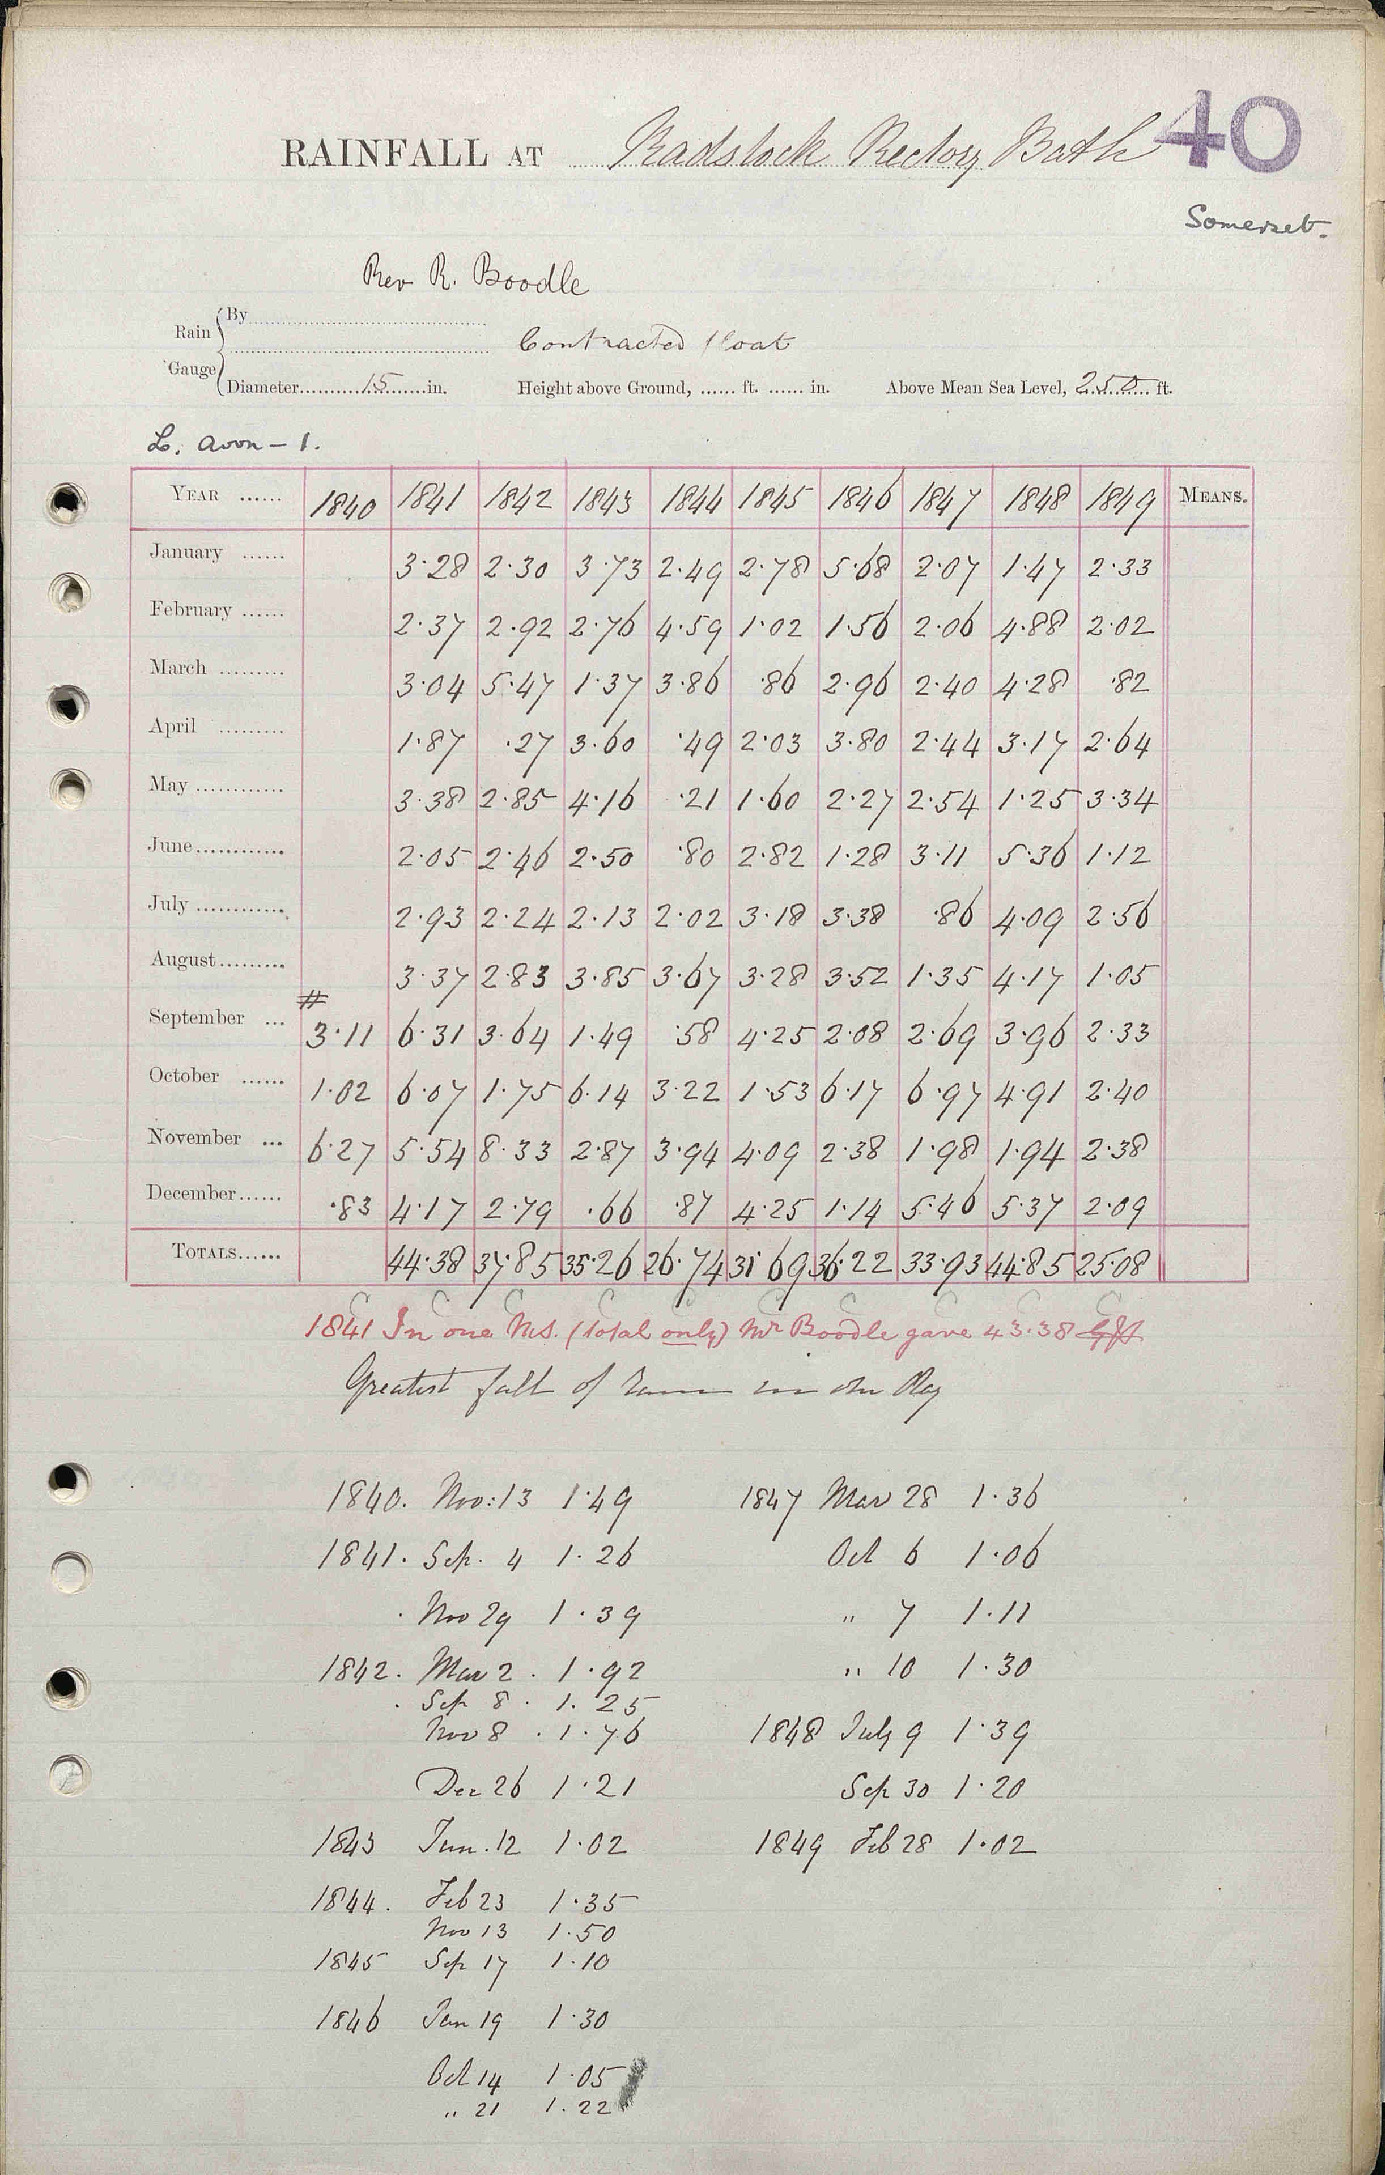 RAINFALL AT Radstock Rectory Bath 40
Somerset.
Rev R. Boodle
Rain Gauge
By
Contracted float
Diameter 15 in. Height above Ground, ...... ft. ...... in. Above Mean Sea Level, 250 ft.
L. Avon - 1.
YEAR ...... 1840 1841 1842 1843 1844 1845 1846 1847 1848 1849 MEANS.
January ...... 3.28 2.30 3.73 2.49 2.78 5.68 2.07 1.47 2.33
February ...... 2.37 2.92 2.76 4.59 1.02 1.56 2.06 4.88 2.02
March ......... 3.04 5.47 1.37 3.86 .86 2.96 2.40 4.28 .82
April ......... 1.87 .27 3.60 .49 2.03 3.80 2.44 3.17 2.64
May ............ 3.38 2.85 4.16 .21 1.60 2.27 2.54 1.25 3.34
June............ 2.05 2.46 2.50 .80 2.82 1.28 3.11 5.36 1.12
July ............ 2.93 2.24 2.13 2.02 3.18 3.38 .86 4.09 2.56
August......... 3.37 2.83 3.85 3.67 3.28 3.52 1.35 4.17 1.05
#
September ... 3.11 6.31 3.64 1.49 .58 4.25 2.08 2.69 3.96 2.33
October ...... 1.02 6.07 1.75 6.14 3.22 1.53 6.17 6.97 4.91 2.40
November ... 6.27 5.54 8.33 2.87 3.94 4.09 2.38 1.98 1.94 2.38
December...... .83 4.17 2.79 .66 .87 4.25 1.14 5.46 5.37 2.09
TOTALS...... 44.38 37.85 35.26 26.74 31.69 36.22 33.93 44.85 25.08
C C C C C C C C C
1841 In one MS. (total only) Mr Boodle gave 43.38
Greatest fall of rain in one Day
1840. Nov: 13 1.49 1847 Mar 28 1.36
1841. Sep. 4 1.26 Oct 6 1.06
Nov 29 1.39 " 7 1.11
1842. Mar 2. 1.92 " 10 1.30
Sep 8. 1.25
Nov 8. 1.76 1848 July 9 1.39
Dec 26 1.21 Sep 30 1.20
1843 Jan. 12 1.02 1849 Feb 28 1.02
1844. Feb 23 1.35
Nov 13 1.50
1845 Sep 17 1.10
1846 Jan 19 1.30
Oct 14 1.05
" 21 1.22